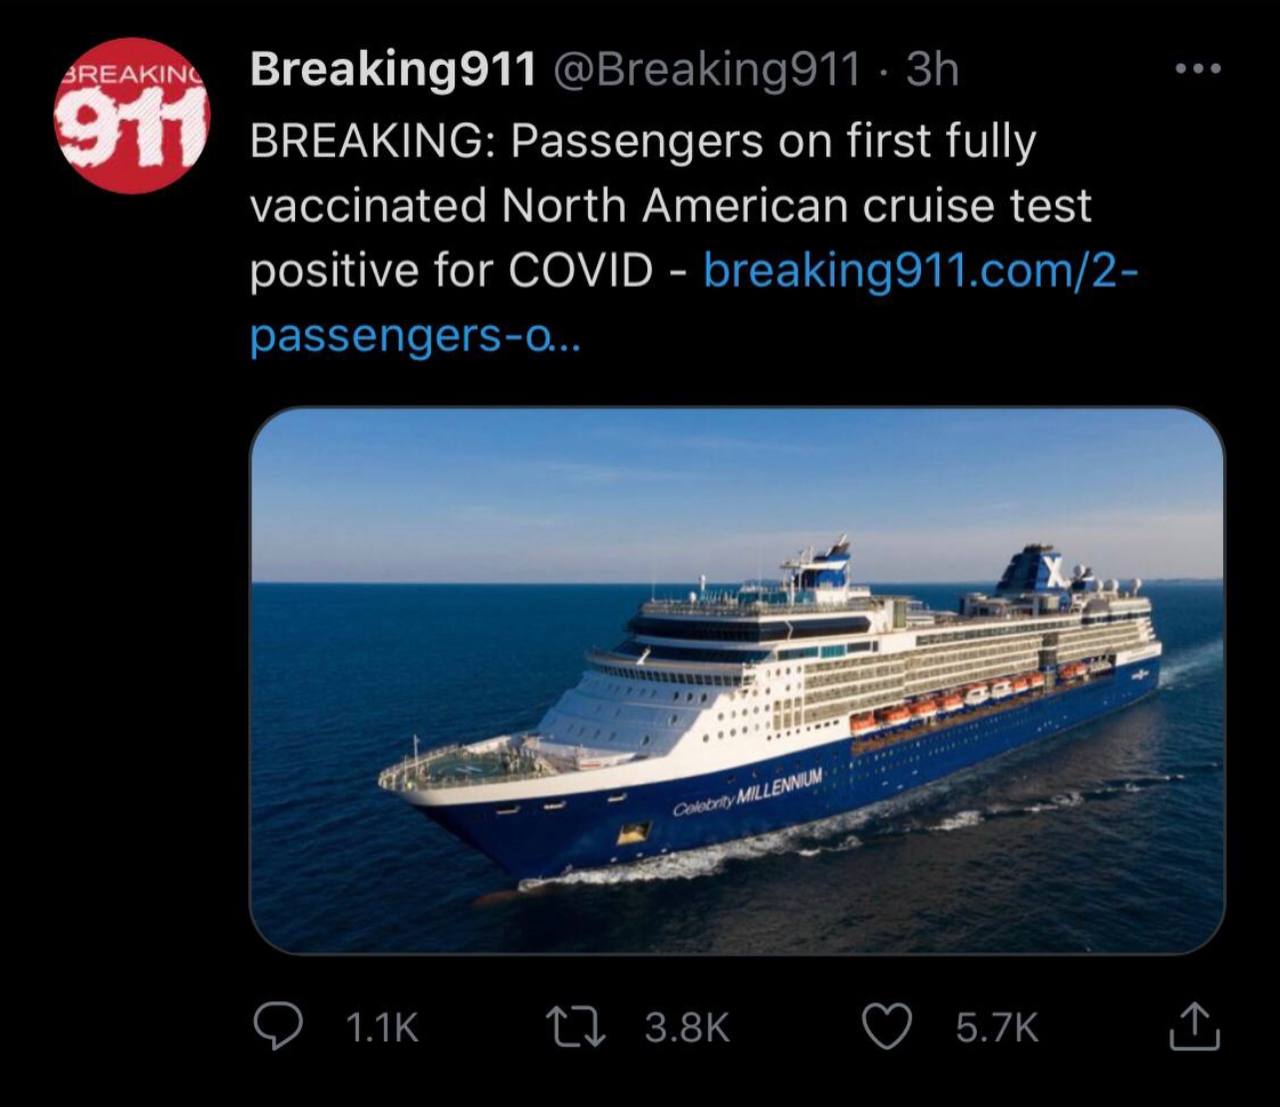 BREAKING
911
Breaking911 @Breaking911 · 3h
BREAKING: Passengers on first fully
vaccinated North American cruise test
positive for COVID - breaking911.com/2-
passengers-o...
X
Celebrity MILLENNIUM
1.1K 3.8K 5.7K